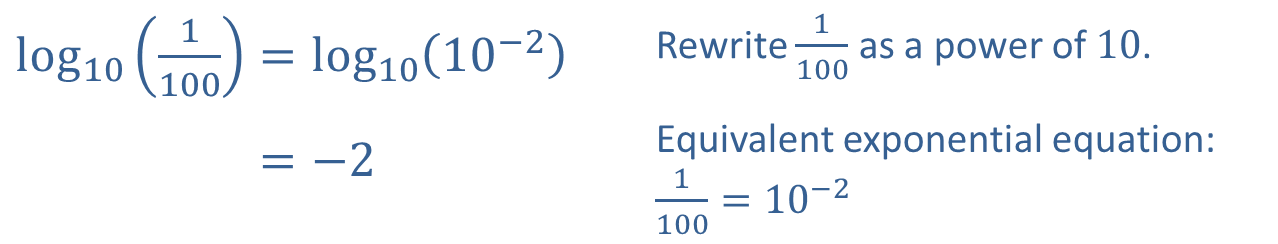 log₁₀(1/100) = log₁₀(10⁻²) Rewrite 1/100 as a power of 10.
= −2 Equivalent exponential equation:
1/100 = 10⁻²